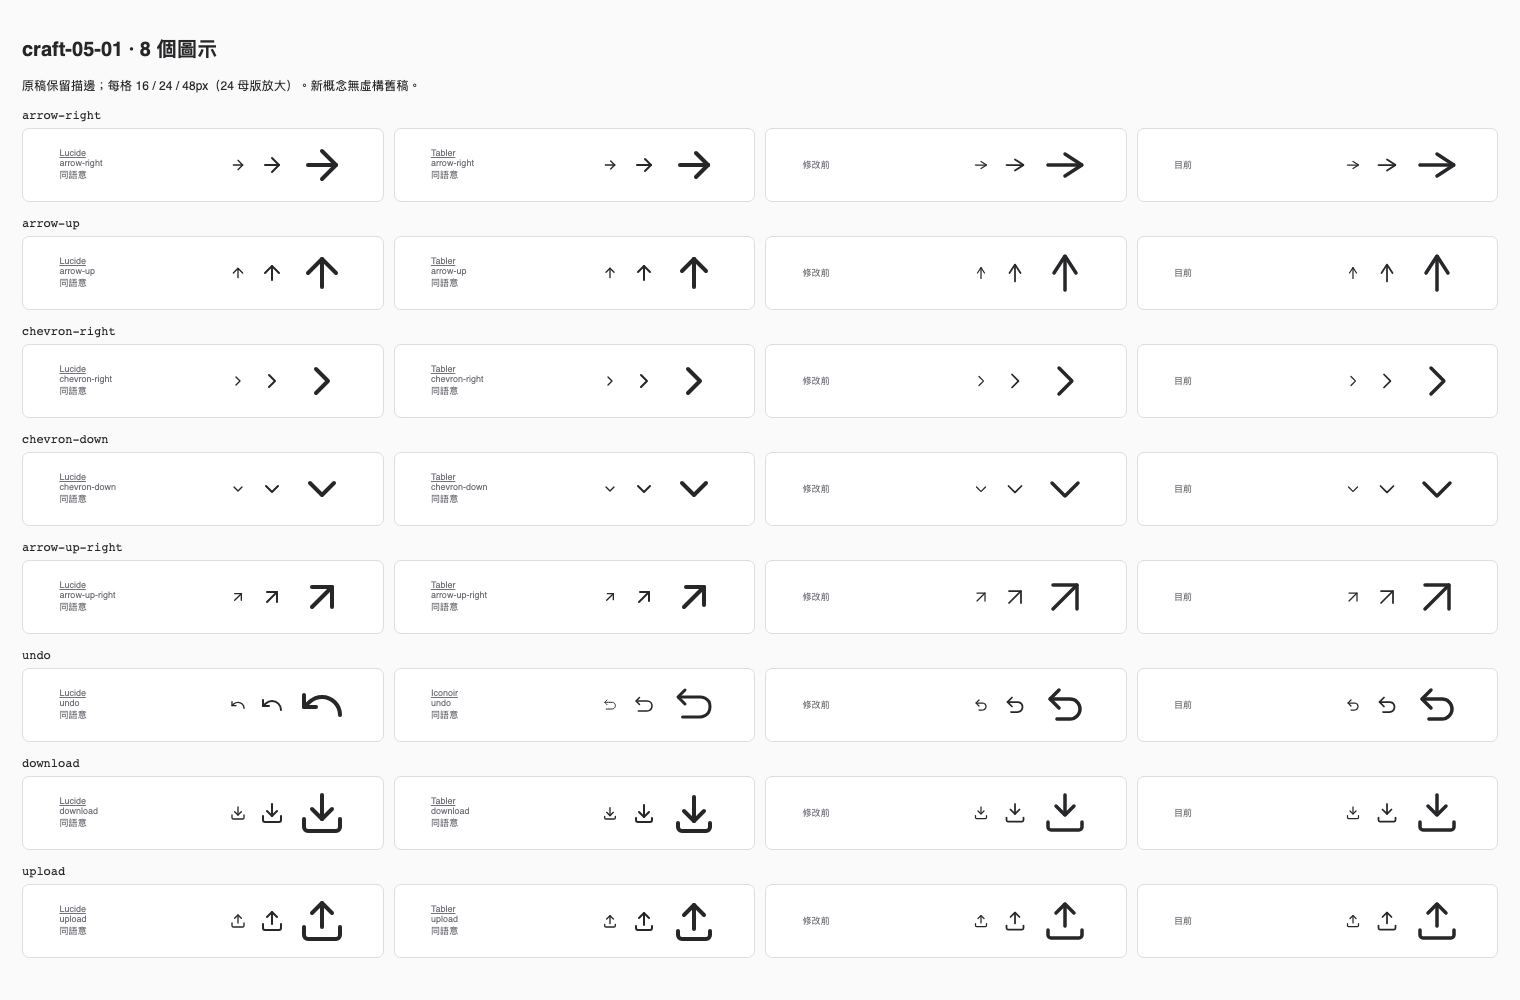 craft-05-01 · 8 個圖示
原稿保留描邊；每格 16 / 24 / 48px（24 母版放大）。新概念無虛構舊稿。
arrow-right
Lucide
arrow-right
同語意
Tabler
arrow-right
同語意
修改前
目前
arrow-up
Lucide
arrow-up
同語意
Tabler
arrow-up
同語意
修改前
目前
chevron-right
Lucide
chevron-right
同語意
Tabler
chevron-right
同語意
修改前
目前
chevron-down
Lucide
chevron-down
同語意
Tabler
chevron-down
同語意
修改前
目前
arrow-up-right
Lucide
arrow-up-right
同語意
Tabler
arrow-up-right
同語意
修改前
目前
undo
Lucide
undo
同語意
Iconoir
undo
同語意
修改前
目前
download
Lucide
download
同語意
Tabler
download
同語意
修改前
目前
upload
Lucide
upload
同語意
Tabler
upload
同語意
修改前
目前